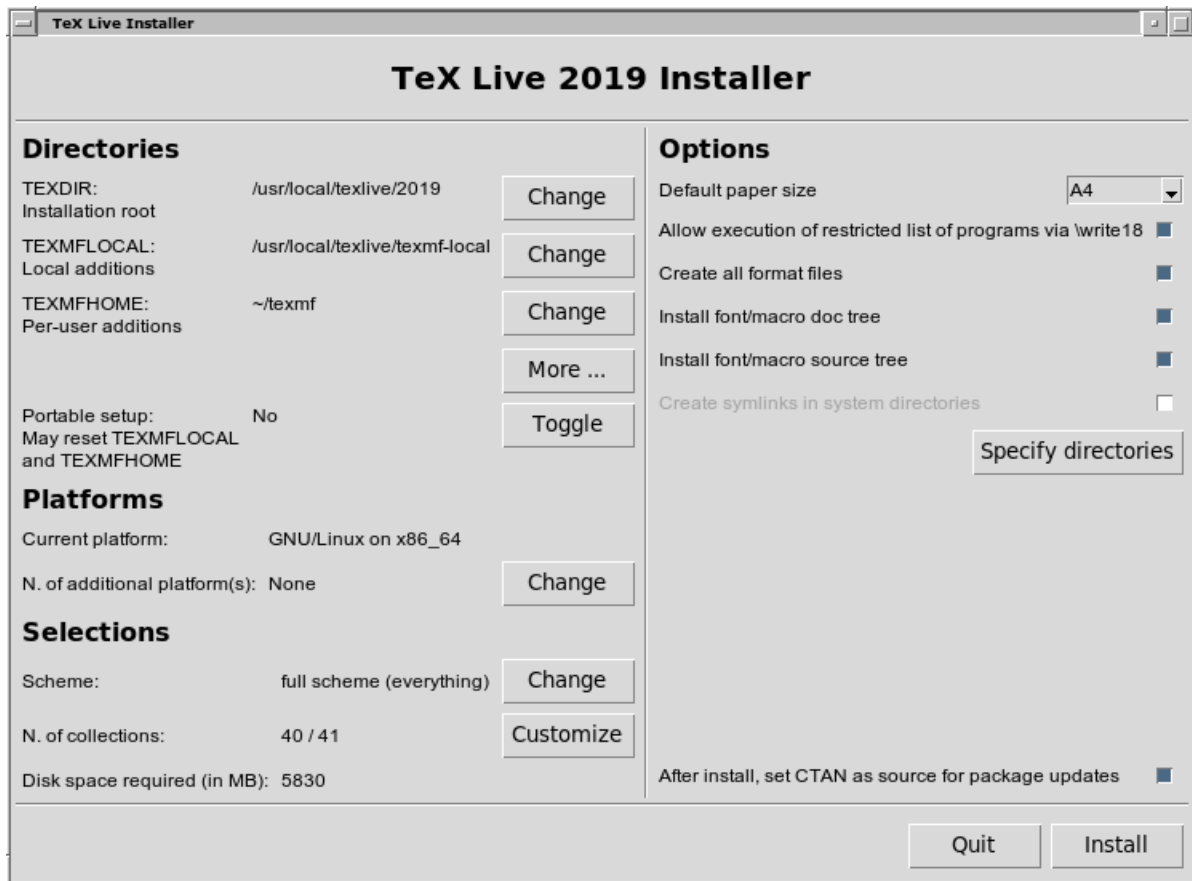 TeX Live Installer
TeX Live 2019 Installer
Directories
TEXDIR: /usr/local/texlive/2019 Change
Installation root
TEXMFLOCAL: /usr/local/texlive/texmf-local Change
Local additions
TEXMFHOME: ~/texmf Change
Per-user additions
More ...
Portable setup: No Toggle
May reset TEXMFLOCAL
and TEXMFHOME
Platforms
Current platform: GNU/Linux on x86_64
N. of additional platform(s): None Change
Selections
Scheme: full scheme (everything) Change
N. of collections: 40 / 41 Customize
Disk space required (in MB): 5830
Options
Default paper size A4
Allow execution of restricted list of programs via \write18
Create all format files
Install font/macro doc tree
Install font/macro source tree
Create symlinks in system directories
Specify directories
After install, set CTAN as source for package updates
Quit Install